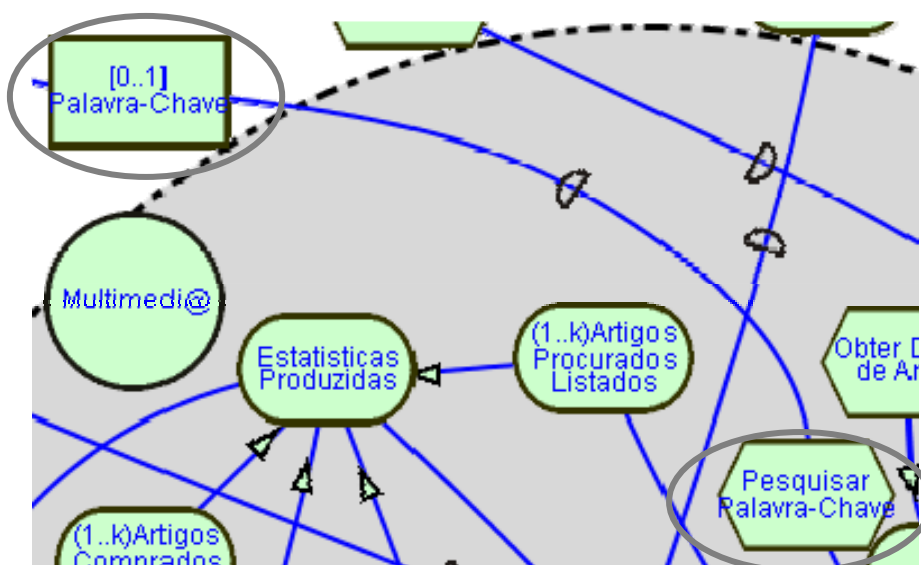 [0..1]
Palavra-Chave
Multimedi@
Estatisticas
Produzidas
(1..k)Artigos
Procurados
Listados
Obter D
de Ar
Pesquisar
Palavra-Chave
(1..k)Artigos
Comprados